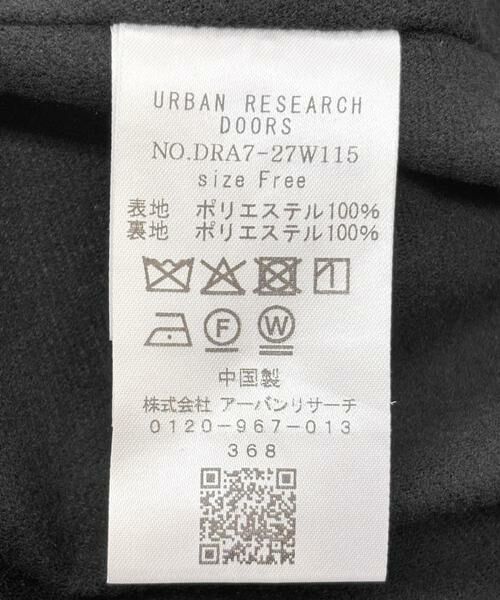 URBAN RESEARCH
DOORS
NO.DRA7-27W115
size Free
表地 ポリエステル100%
裏地 ポリエステル100%
F
W
中国製
株式会社 アーバンリサーチ
0120-967-013
368